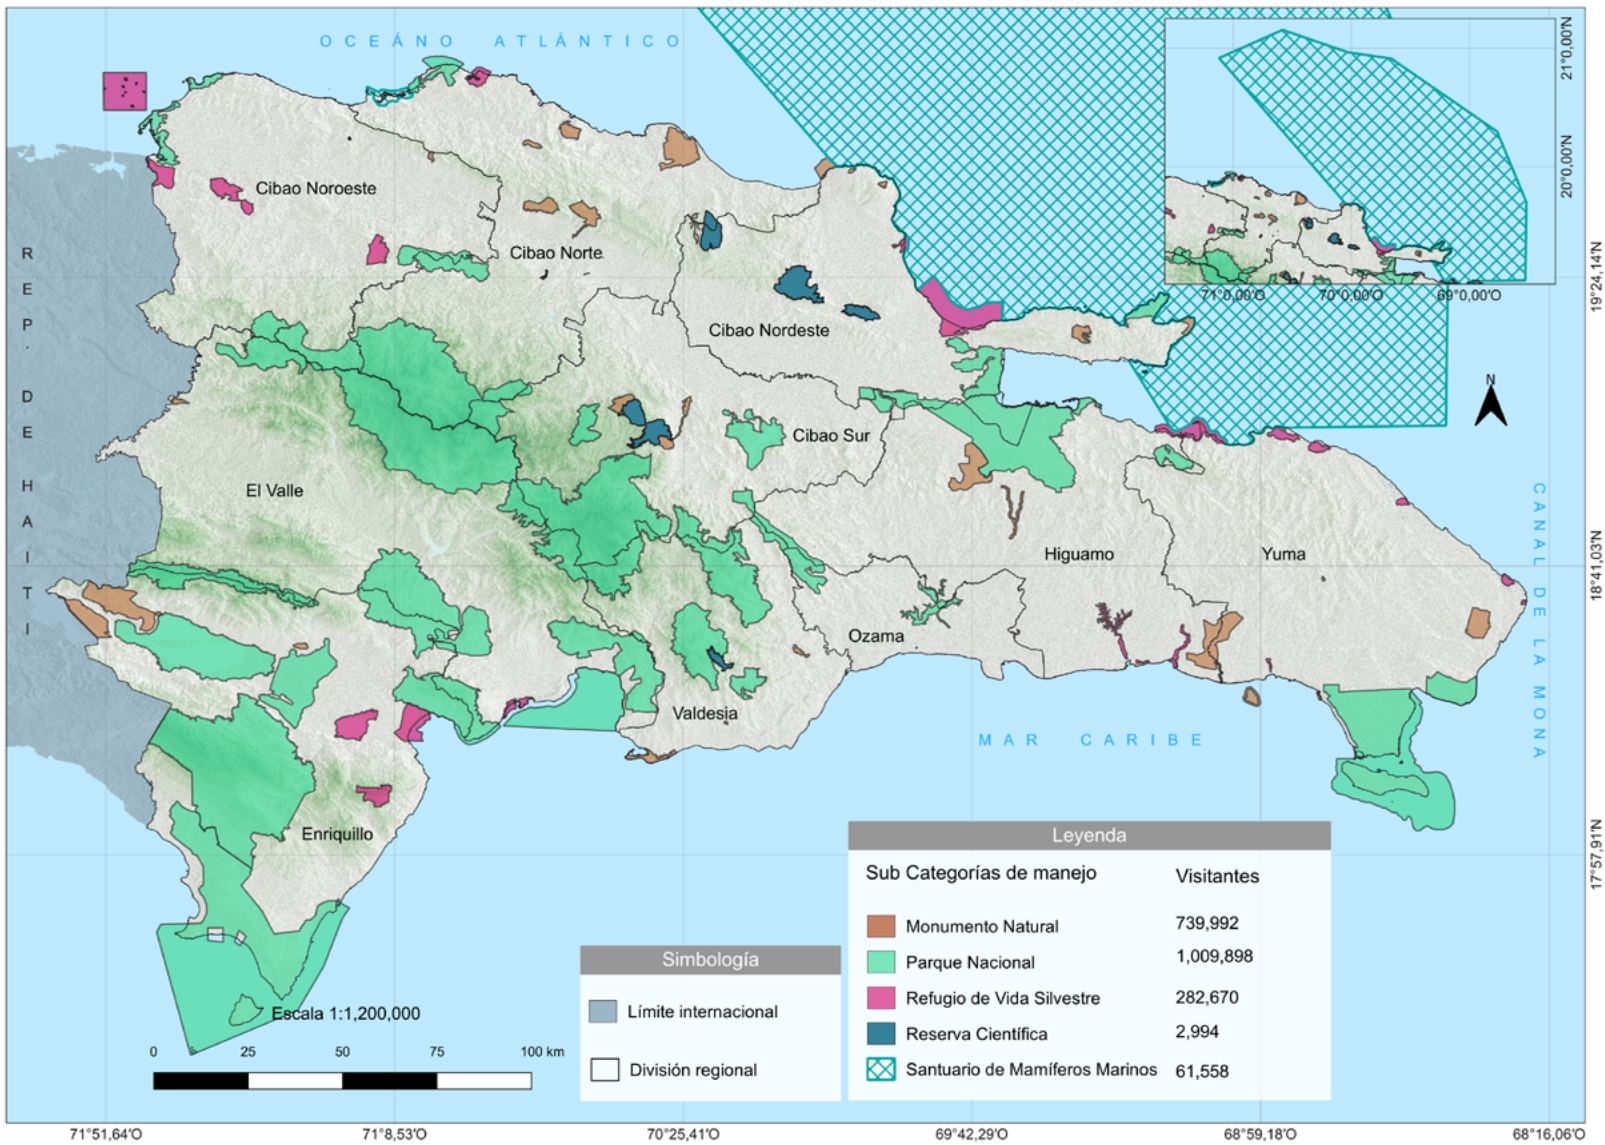 OCEÁNO ATLÁNTICO
21°0,00'N
20°0,00'N
71°0,00'O
70°0,00'O
69°0,00'O
19°24,14'N
18°41,03'N
17°57,91'N
REP DE HAITI
Cibao Noroeste
Cibao Norte
Cibao Nordeste
Cibao Sur
El Valle
Higuamo
Yuma
Ozama
Valdesia
Enriquillo
N
CANAL DE LA MONA
MAR CARIBE
Escala 1:1,200,000
0 25 50 75 100 km
Simbología
Límite internacional
División regional
Leyenda
Sub Categorías de manejo Visitantes
Monumento Natural 739,992
Parque Nacional 1,009,898
Refugio de Vida Silvestre 282,670
Reserva Científica 2,994
Santuario de Mamíferos Marinos 61,558
71°51,64'O
71°8,53'O
70°25,41'O
69°42,29'O
68°59,18'O
68°16,06'O